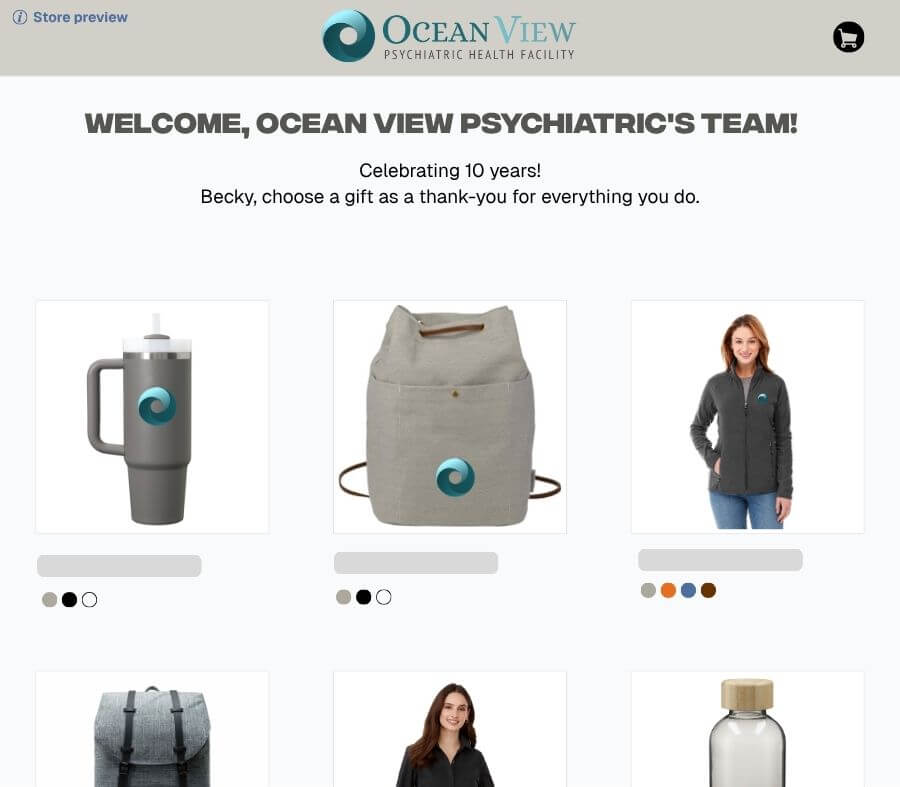 Store preview
OCEAN VIEW
PSYCHIATRIC HEALTH FACILITY
WELCOME, OCEAN VIEW PSYCHIATRIC'S TEAM!
Celebrating 10 years!
Becky, choose a gift as a thank-you for everything you do.